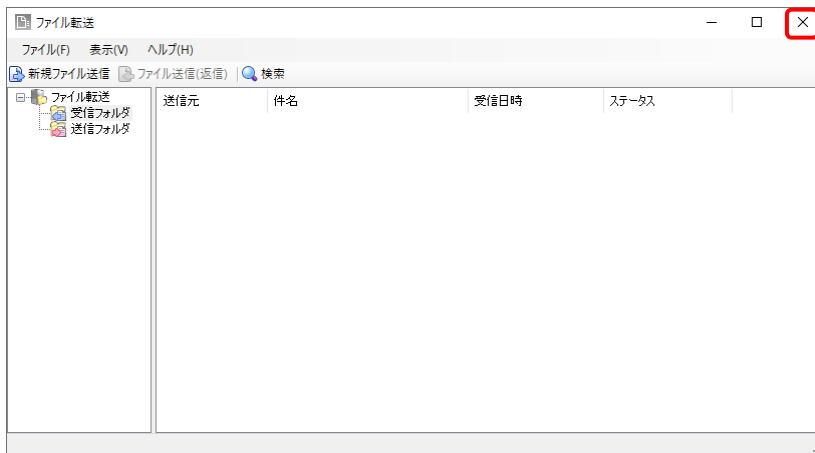 ファイル転送
ファイル(F) 表示(V) ヘルプ(H)
新規ファイル送信 ファイル送信(返信) 検索
ファイル転送
受信フォルダ
送信フォルダ
送信元 件名 受信日時 ステータス